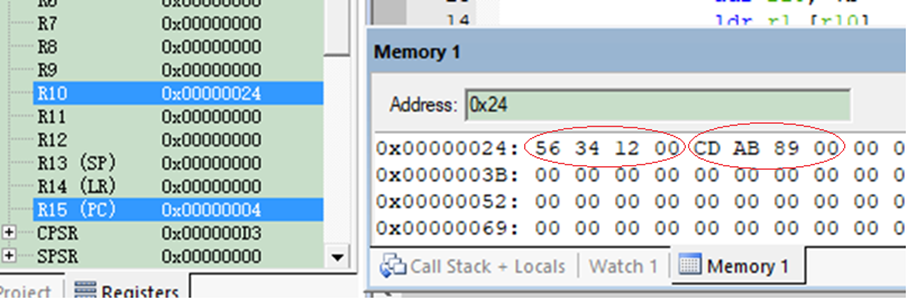 R7 0x00000000
R8 0x00000000
R9 0x00000000
R10 0x00000024
R11 0x00000000
R12 0x00000000
R13 (SP) 0x00000000
R14 (LR) 0x00000000
R15 (PC) 0x00000004
CPSR 0x000000D3
SPSR 0x00000000
Project
Registers
14 ldr r1,[r10]
Memory 1
Address: 0x24
0x00000024: 56 34 12 00 CD AB 89 00 00 0
0x0000003B: 00 00 00 00 00 00 00 00 00 0
0x00000052: 00 00 00 00 00 00 00 00 00 0
0x00000069: 00 00 00 00 00 00 00 00 00 0
Call Stack + Locals
Watch 1
Memory 1